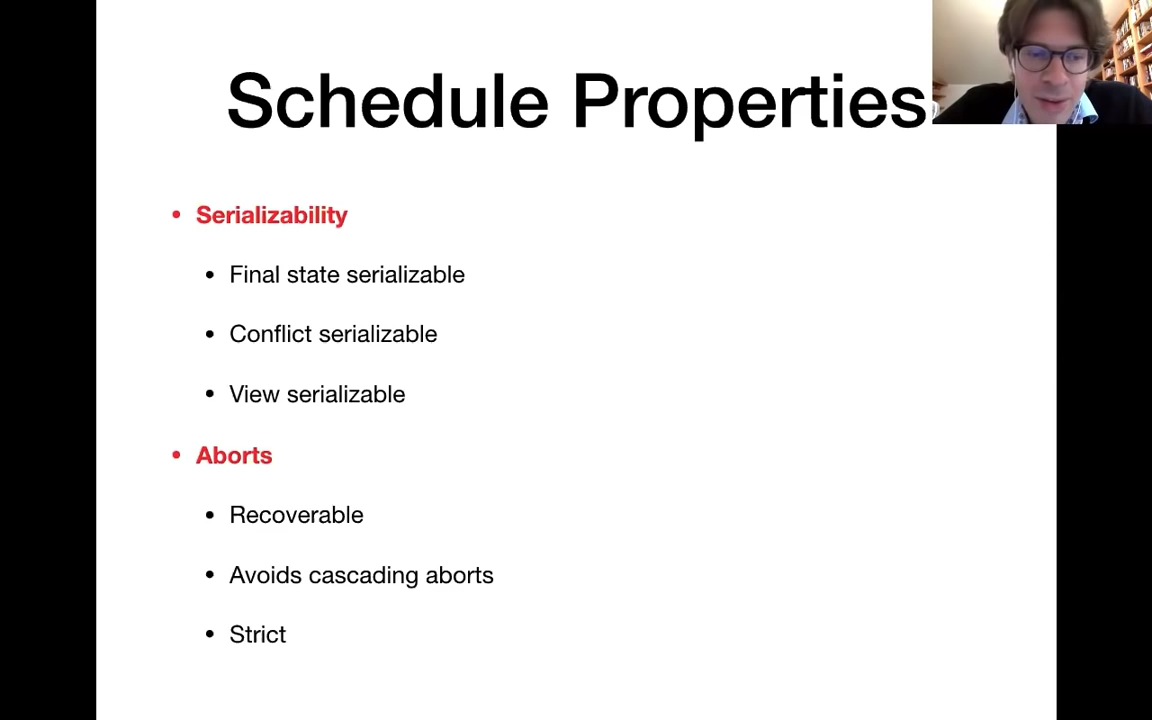 Schedule Properties
• Serializability
• Final state serializable
• Conflict serializable
• View serializable
• Aborts
• Recoverable
• Avoids cascading aborts
• Strict